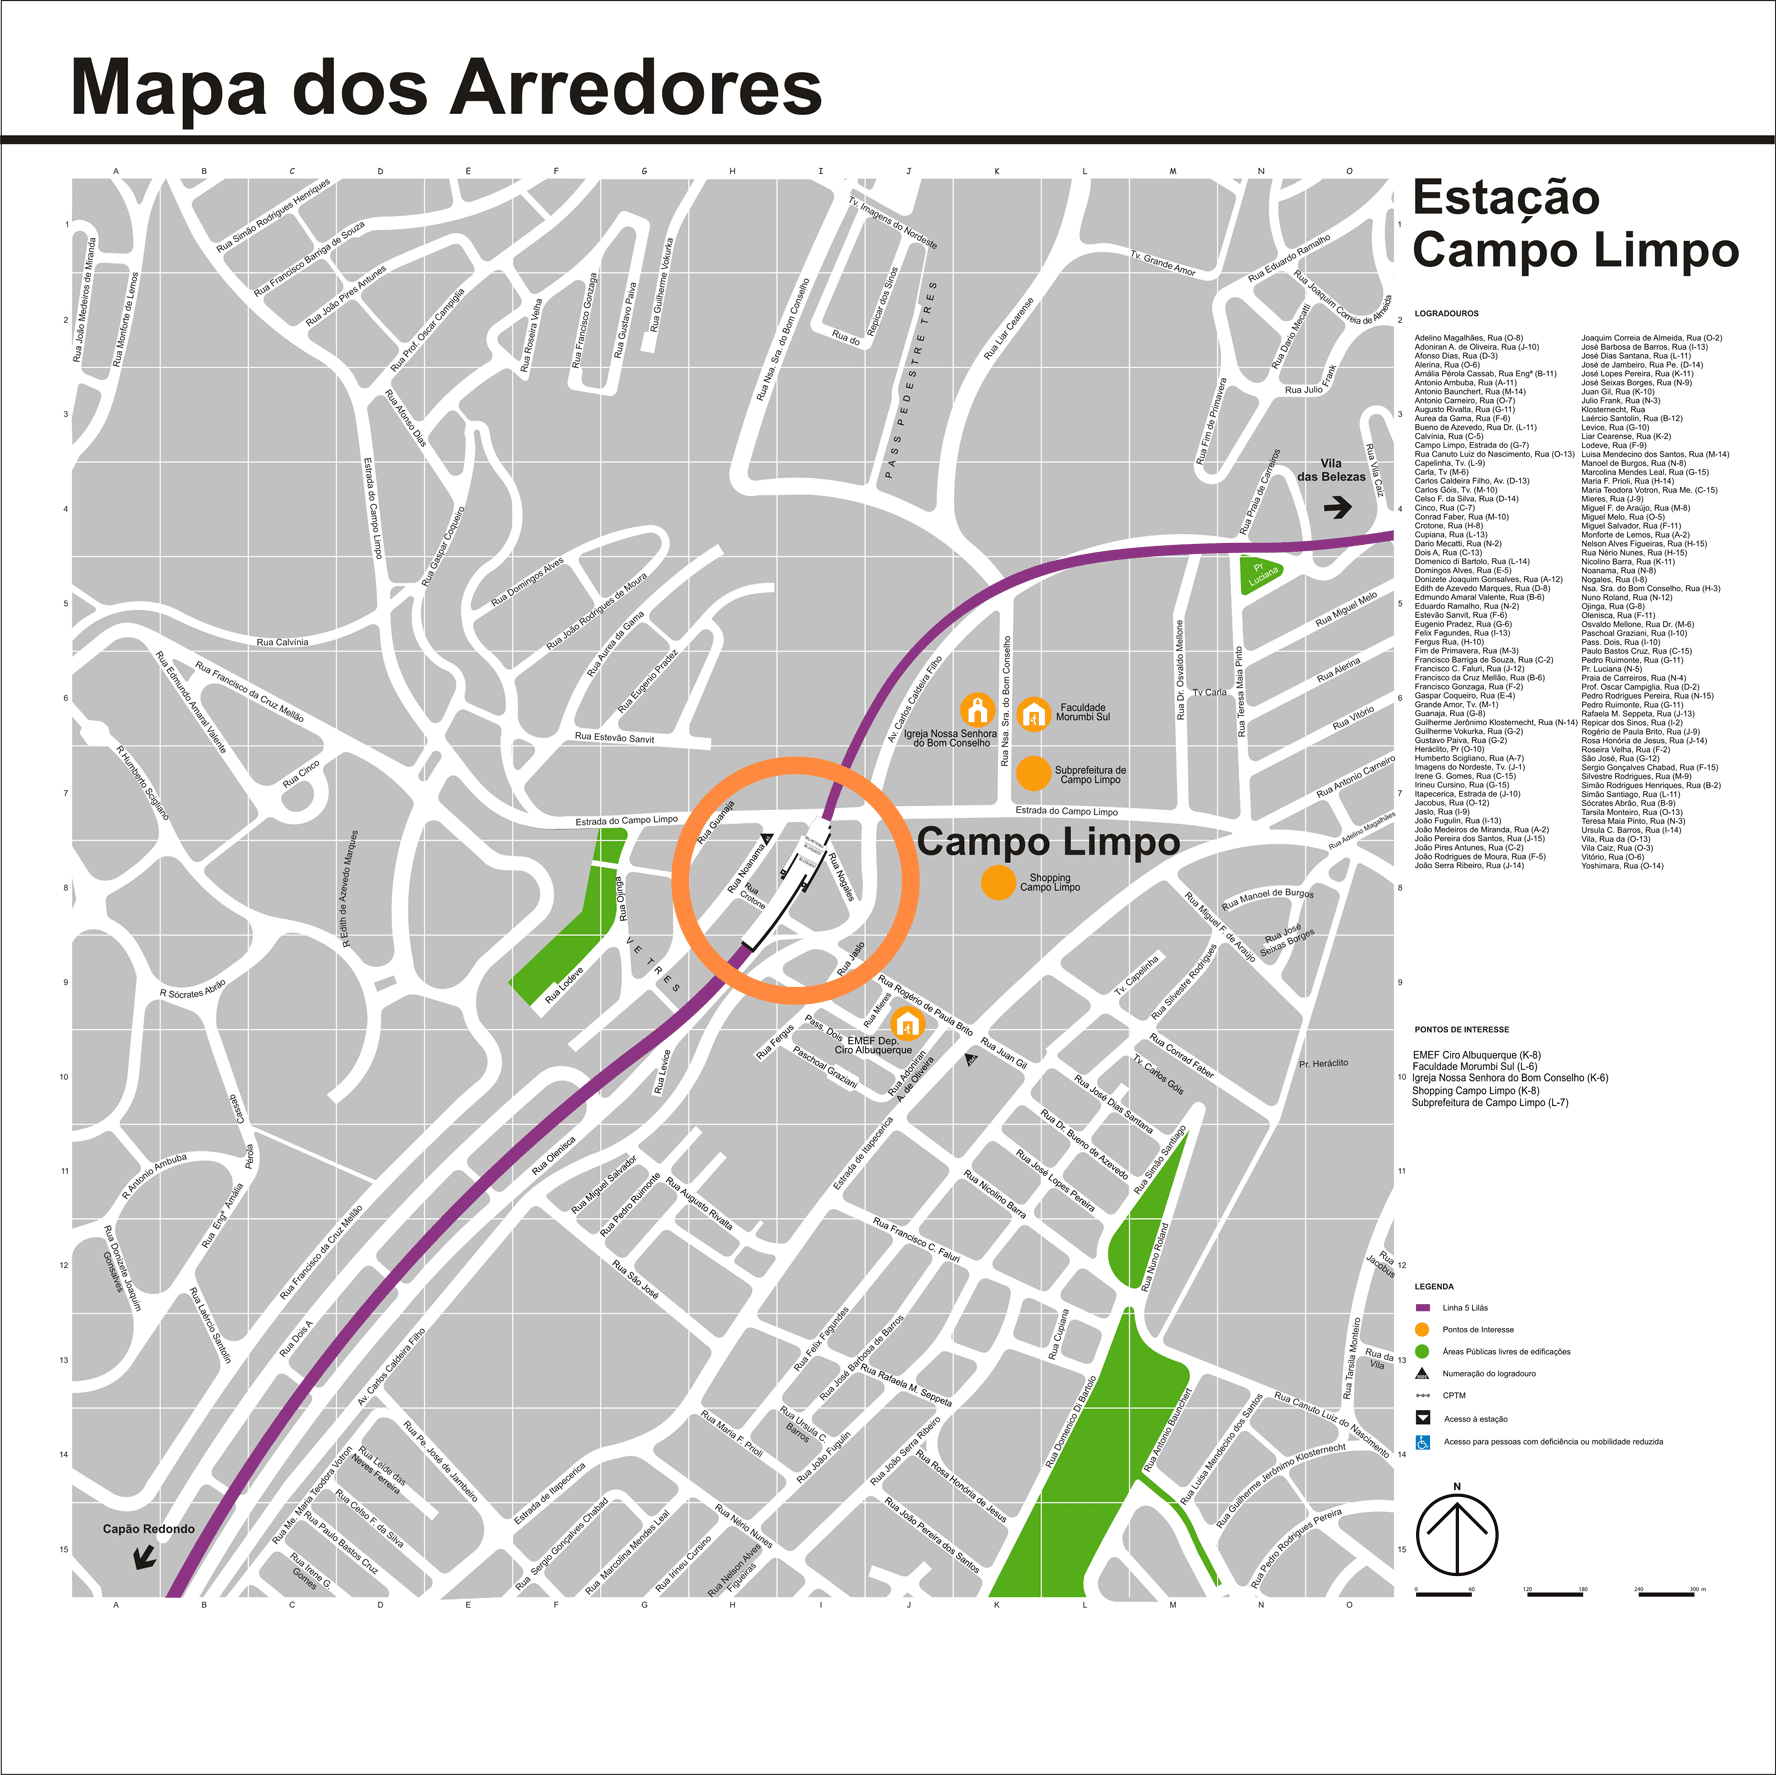 Mapa dos Arredores
Estação
Campo Limpo
LOGRADOUROS
Adelino Magalhães, Rua (O-8)
Adoniran A. de Oliveira, Rua (J-10)
Afonso Dias, Rua (D-3)
Alerina, Rua (O-6)
Amália Pérola Cassab, Rua Engª (B-11)
Antonio Ambuba, Rua (A-11)
Antonio Baunchert, Rua (M-14)
Antonio Carneiro, Rua (O-7)
Augusto Rivalta, Rua (G-11)
Aurea da Gama, Rua (F-6)
Bueno de Azevedo, Rua Dr. (L-11)
Calvínia, Rua (C-5)
Campo Limpo, Estrada do (G-7)
Rua Canuto Luiz do Nascimento, Rua (O-13)
Capelinha, Tv. (L-9)
Carla, Tv (M-6)
Carlos Caldeira Filho, Av. (D-13)
Carlos Góis, Tv. (M-10)
Celso F. da Silva, Rua (D-14)
Cinco, Rua (C-7)
Conrad Faber, Rua (M-10)
Crotone, Rua (H-8)
Cupiana, Rua (L-13)
Dario Mecatti, Rua (N-2)
Dois A, Rua (C-13)
Domenico di Bartolo, Rua (L-14)
Domingos Alves, Rua (E-5)
Donizete Joaquim Gonsalves, Rua (A-12)
Edith de Azevedo Marques, Rua (D-8)
Edmundo Amaral Valente, Rua (B-6)
Eduardo Ramalho, Rua (N-2)
Estevão Sanvit, Rua (F-6)
Eugenio Pradez, Rua (G-6)
Felix Fagundes, Rua (I-13)
Fergus Rua, (H-10)
Fim de Primavera, Rua (M-3)
Francisco Barriga de Souza, Rua (C-2)
Francisco C. Faluri, Rua (J-12)
Francisco da Cruz Mellão, Rua (B-6)
Francisco Gonzaga, Rua (F-2)
Gaspar Coqueiro, Rua (E-4)
Grande Amor, Tv. (M-1)
Guanaja, Rua (G-8)
Guilherme Jerônimo Klosternecht, Rua (N-14)
Guilherme Vokurka, Rua (G-2)
Gustavo Paiva, Rua (G-2)
Heráclito, Pr (O-10)
Humberto Scigliano, Rua (A-7)
Imagens do Nordeste, Tv. (J-1)
Irene G. Gomes, Rua (C-15)
Irineu Cursino, Rua (G-15)
Itapecerica, Estrada de (J-10)
Jacobus, Rua (O-12)
Jaslo, Rua (I-9)
João Fugulin, Rua (I-13)
João Medeiros de Miranda, Rua (A-2)
João Pereira dos Santos, Rua (J-15)
João Pires Antunes, Rua (C-2)
João Rodrigues de Moura, Rua (F-5)
João Serra Ribeiro, Rua (J-14)
Joaquim Correia de Almeida, Rua (O-2)
José Barbosa de Barros, Rua (I-13)
José Dias Santana, Rua (L-11)
José de Jambeiro, Rua Pe. (D-14)
José Lopes Pereira, Rua (K-11)
José Seixas Borges, Rua (N-9)
Juan Gil, Rua (K-10)
Julio Frank, Rua (N-3)
Klosternecht, Rua
Laércio Santolin, Rua (B-12)
Levice, Rua (G-10)
Liar Cearense, Rua (K-2)
Lodeve, Rua (F-9)
Luisa Mendecino dos Santos, Rua (M-14)
Manoel de Burgos, Rua (N-8)
Marcolina Mendes Leal, Rua (G-15)
Maria F. Prioli, Rua (H-14)
Maria Teodora Votron, Rua Me. (C-15)
Mieres, Rua (J-9)
Miguel F. de Araújo, Rua (M-8)
Miguel Melo, Rua (O-5)
Miguel Salvador, Rua (F-11)
Monforte de Lemos, Rua (A-2)
Nelson Alves Figueiras, Rua (H-15)
Rua Nério Nunes, Rua (H-15)
Nicolino Barra, Rua (K-11)
Noanama, Rua (N-8)
Nogales, Rua (I-8)
Nsa. Sra. do Bom Conselho, Rua (H-3)
Nuno Roland, Rua (N-12)
Ojinga, Rua (G-8)
Olenisca, Rua (F-11)
Osvaldo Mellone, Rua Dr. (M-6)
Paschoal Graziani, Rua (I-10)
Pass. Dois, Rua (I-10)
Paulo Bastos Cruz, Rua (C-15)
Pedro Ruimonte, Rua (G-11)
Pr. Luciana (N-5)
Praia de Carreiros, Rua (N-4)
Prof. Oscar Campiglia, Rua (D-2)
Pedro Rodrigues Pereira, Rua (N-15)
Pedro Ruimonte, Rua (G-11)
Rafaela M. Seppeta, Rua (J-13)
Repicar dos Sinos, Rua (I-2)
Rogério de Paula Brito, Rua (J-9)
Rosa Honória de Jesus, Rua (J-14)
Roseira Velha, Rua (F-2)
São José, Rua (G-12)
Sergio Gonçalves Chabad, Rua (F-15)
Silvestre Rodrigues, Rua (M-9)
Simão Rodrigues Henriques, Rua (B-2)
Simão Santiago, Rua (L-11)
Sócrates Abrão, Rua (B-9)
Tarsila Monteiro, Rua (O-13)
Teresa Maia Pinto, Rua (N-3)
Ursula C. Barros, Rua (I-14)
Vila, Rua da (O-13)
Vila Caiz, Rua (O-3)
Vitório, Rua (O-6)
Yoshimara, Rua (O-14)
PONTOS DE INTERESSE
EMEF Ciro Albuquerque (K-8)
Faculdade Morumbi Sul (L-6)
Igreja Nossa Senhora do Bom Conselho (K-6)
Shopping Campo Limpo (K-8)
Subprefeitura de Campo Limpo (L-7)
LEGENDA
Linha 5 Lilás
Pontos de Interesse
Áreas Públicas livres de edificações
Numeração do logradouro
CPTM
Acesso à estação
Acesso para pessoas com deficiência ou mobilidade reduzida
N
0 60 120 180 240 300 m
A B C D E F G H I J K L M N O
1
2
3
4
5
6
7
8
9
10
11
12
13
14
15
Rua João Medeiros de Miranda
Rua Monforte de Lemos
Rua Simão Rodrigues Henriques
Rua Francisco Barriga de Souza
Rua João Pires Antunes
Rua Prof. Oscar Campiglia
Rua Afonso Dias
Estrada do Campo Limpo
Rua Gaspar Coqueiro
Rua Roseira Velha
Rua Francisco Gonzaga
Rua Gustavo Paiva
Rua Guilherme Vokurka
Rua Nsa. Sra. do Bom Conselho
Tv. Imagens do Nordeste
Repicar dos Sinos
Rua do
PASS PEDESTRE TRES
Rua Liar Cearense
Tv. Grande Amor
Rua Eduardo Ramalho
Rua Joaquim Correia de Almeida
Rua Dario Mecatti
Rua Julio Frank
Rua Fim de Primavera
Rua Praia de Carreiros
Rua Vila Caiz
Vila
das Belezas
Pr
Luciana
Rua Domingos Alves
Rua João Rodrigues de Moura
Rua Aurea da Gama
Rua Eugenio Pradez
Rua Estevão Sanvit
Rua Calvínia
Rua Francisco da Cruz Mellão
Rua Edmundo Amaral Valente
R Humberto Scigliano
Rua Cinco
Av. Carlos Caldeira Filho
Rua Nsa. Sra. do Bom Conselho
Igreja Nossa Senhora
do Bom Conselho
Faculdade
Morumbi Sul
Subprefeitura de
Campo Limpo
Rua Dr. Osvaldo Mellone
Tv Carla
Rua Teresa Maia Pinto
Rua Miguel Melo
Rua Alerina
Rua Vitório
Rua Antonio Carneiro
Rua Adelino Magalhães
Estrada do Campo Limpo
Estrada do Campo Limpo
Campo Limpo
Shopping
Campo Limpo
Rua Guanaja
Rua Noanama
Rua
Crotone
Rua Nogales
Rua Jaslo
Rua Ojinga
VE TRES
Rua Lodeve
R Edith de Azevedo Marques
R Sócrates Abrão
Rua Manoel de Burgos
Rua José
Seixas Borges
Rua Miguel F. de Araújo
Rua Silvestre Rodrigues
Tv. Capelinha
Rua Rogério de Paula Brito
Rua Mieres
EMEF Dep.
Ciro Albuquerque
Pass. Dois
Rua Fergus
Paschoal Graziani
Rua Adoniran
A. de Oliveira
Rua Juan Gil
Rua Conrad Faber
Tv. Carlos Góis
Pr. Heráclito
Rua Levice
Rua José Dias Santana
Rua Dr. Bueno de Azevedo
Rua José Lopes Pereira
Rua Nicolino Barra
Rua Simão Santiago
Estrada de Itapecerica
Rua Olenisca
Rua Miguel Salvador
Rua Pedro Ruimonte
Rua Augusto Rivalta
R Antonio Ambuba
Rua Engª Amália Pérola Cassab
Rua Donizete Joaquim
Gonsalves
Rua Laércio Santolin
Rua Francisco da Cruz Mellão
Rua Dois A
Av. Carlos Caldeira Filho
Rua São José
Rua Francisco C. Faluri
Rua Nuno Roland
Rua Cupiana
Rua Felix Fagundes
Rua José Barbosa de Barros
Rua Rafaela M. Seppeta
Rua
Jacobus
Rua Tarsila Monteiro
Rua da
Vila
Rua Domenico Di Bartolo
Rua Antonio Baunchert
Rua Luisa Mendecino dos Santos
Rua Canuto Luiz do Nascimento
Rua Guilherme Jerônimo Klosternecht
Rua Pedro Rodrigues Pereira
Rua Maria F. Prioli
Rua Ursula C.
Barros
Rua João Fugulin
Rua João Serra Ribeiro
Rua Rosa Honória de Jesus
Rua João Pereira dos Santos
Rua Pe. José de Jambeiro
Rua Leide das
Neves Ferreira
Rua Me. Maria Teodora Votron
Rua Celso F. da Silva
Rua Paulo Bastos Cruz
Rua Irene G.
Gomes
Estrada de Itapecerica
Rua Sergio Gonçalves Chabad
Rua Marcolina Mendes Leal
Rua Irineu Cursino
Rua Nério Nunes
Rua Nelson Alves
Figueiras
Capão Redondo
A B C D E F G H I J K L M N O